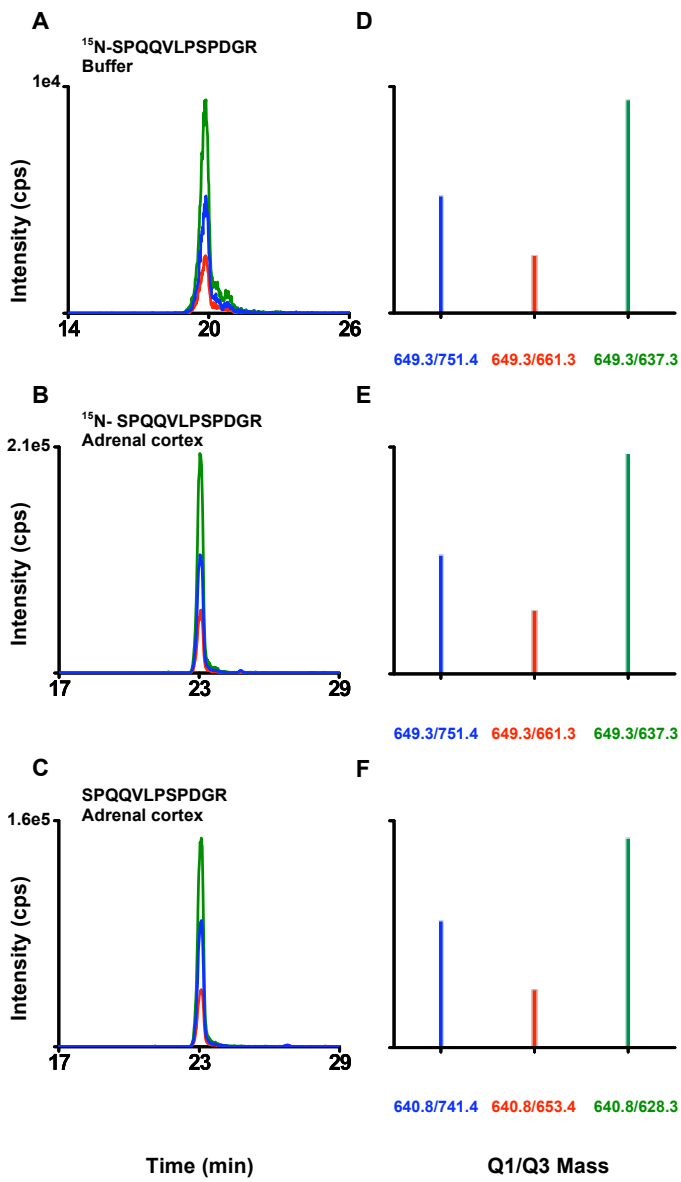 A
D
¹⁵N-SPQQVLPSPDGR
Buffer
1e4
Intensity (cps)
14 20 26
649.3/751.4 649.3/661.3 649.3/637.3
B
E
¹⁵N- SPQQVLPSPDGR
Adrenal cortex
2.1e5
Intensity (cps)
17 23 29
649.3/751.4 649.3/661.3 649.3/637.3
C
F
SPQQVLPSPDGR
Adrenal cortex
1.6e5
Intensity (cps)
17 23 29
640.8/741.4 640.8/653.4 640.8/628.3
Time (min)
Q1/Q3 Mass